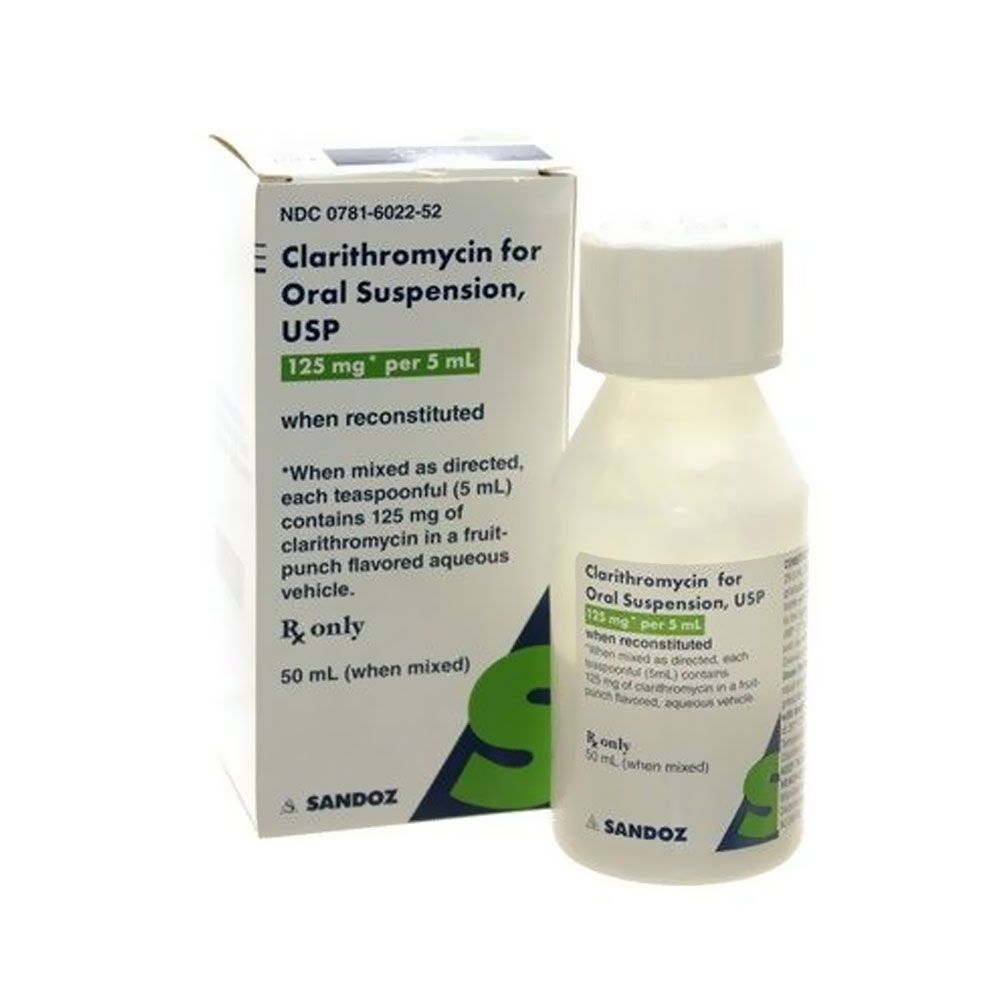 NDC 0781-6022-52
Clarithromycin for
Oral Suspension,
USP
125 mg* per 5 mL
when reconstituted
*When mixed as directed,
each teaspoonful (5 mL)
contains 125 mg of
clarithromycin in a fruit-
punch flavored aqueous
vehicle.
Rx only
50 mL (when mixed)
SANDOZ
Clarithromycin for
Oral Suspension, USP
125 mg* per 5 mL
when reconstituted
*When mixed as directed, each
teaspoonful (5mL) contains
125 mg of clarithromycin in a fruit-
punch flavored, aqueous vehicle.
Rx only
50 mL (when mixed)
SANDOZ